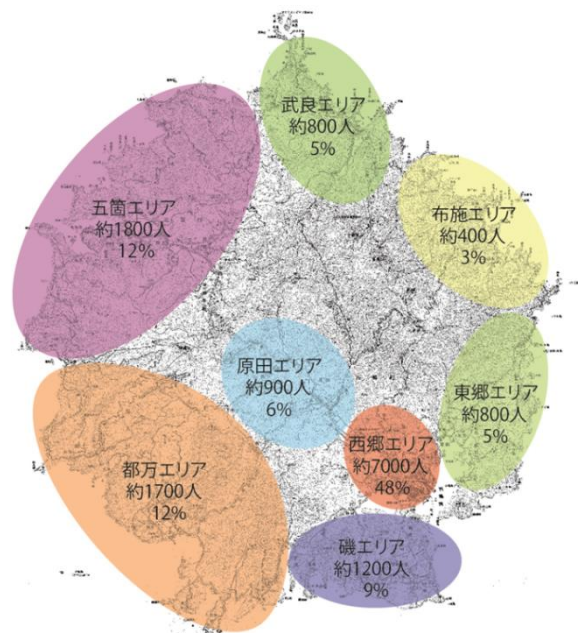 武良エリア
約800人
5%
五箇エリア
約1800人
12%
布施エリア
約400人
3%
原田エリア
約900人
6%
東郷エリア
約800人
5%
西郷エリア
約7000人
48%
都万エリア
約1700人
12%
磯エリア
約1200人
9%